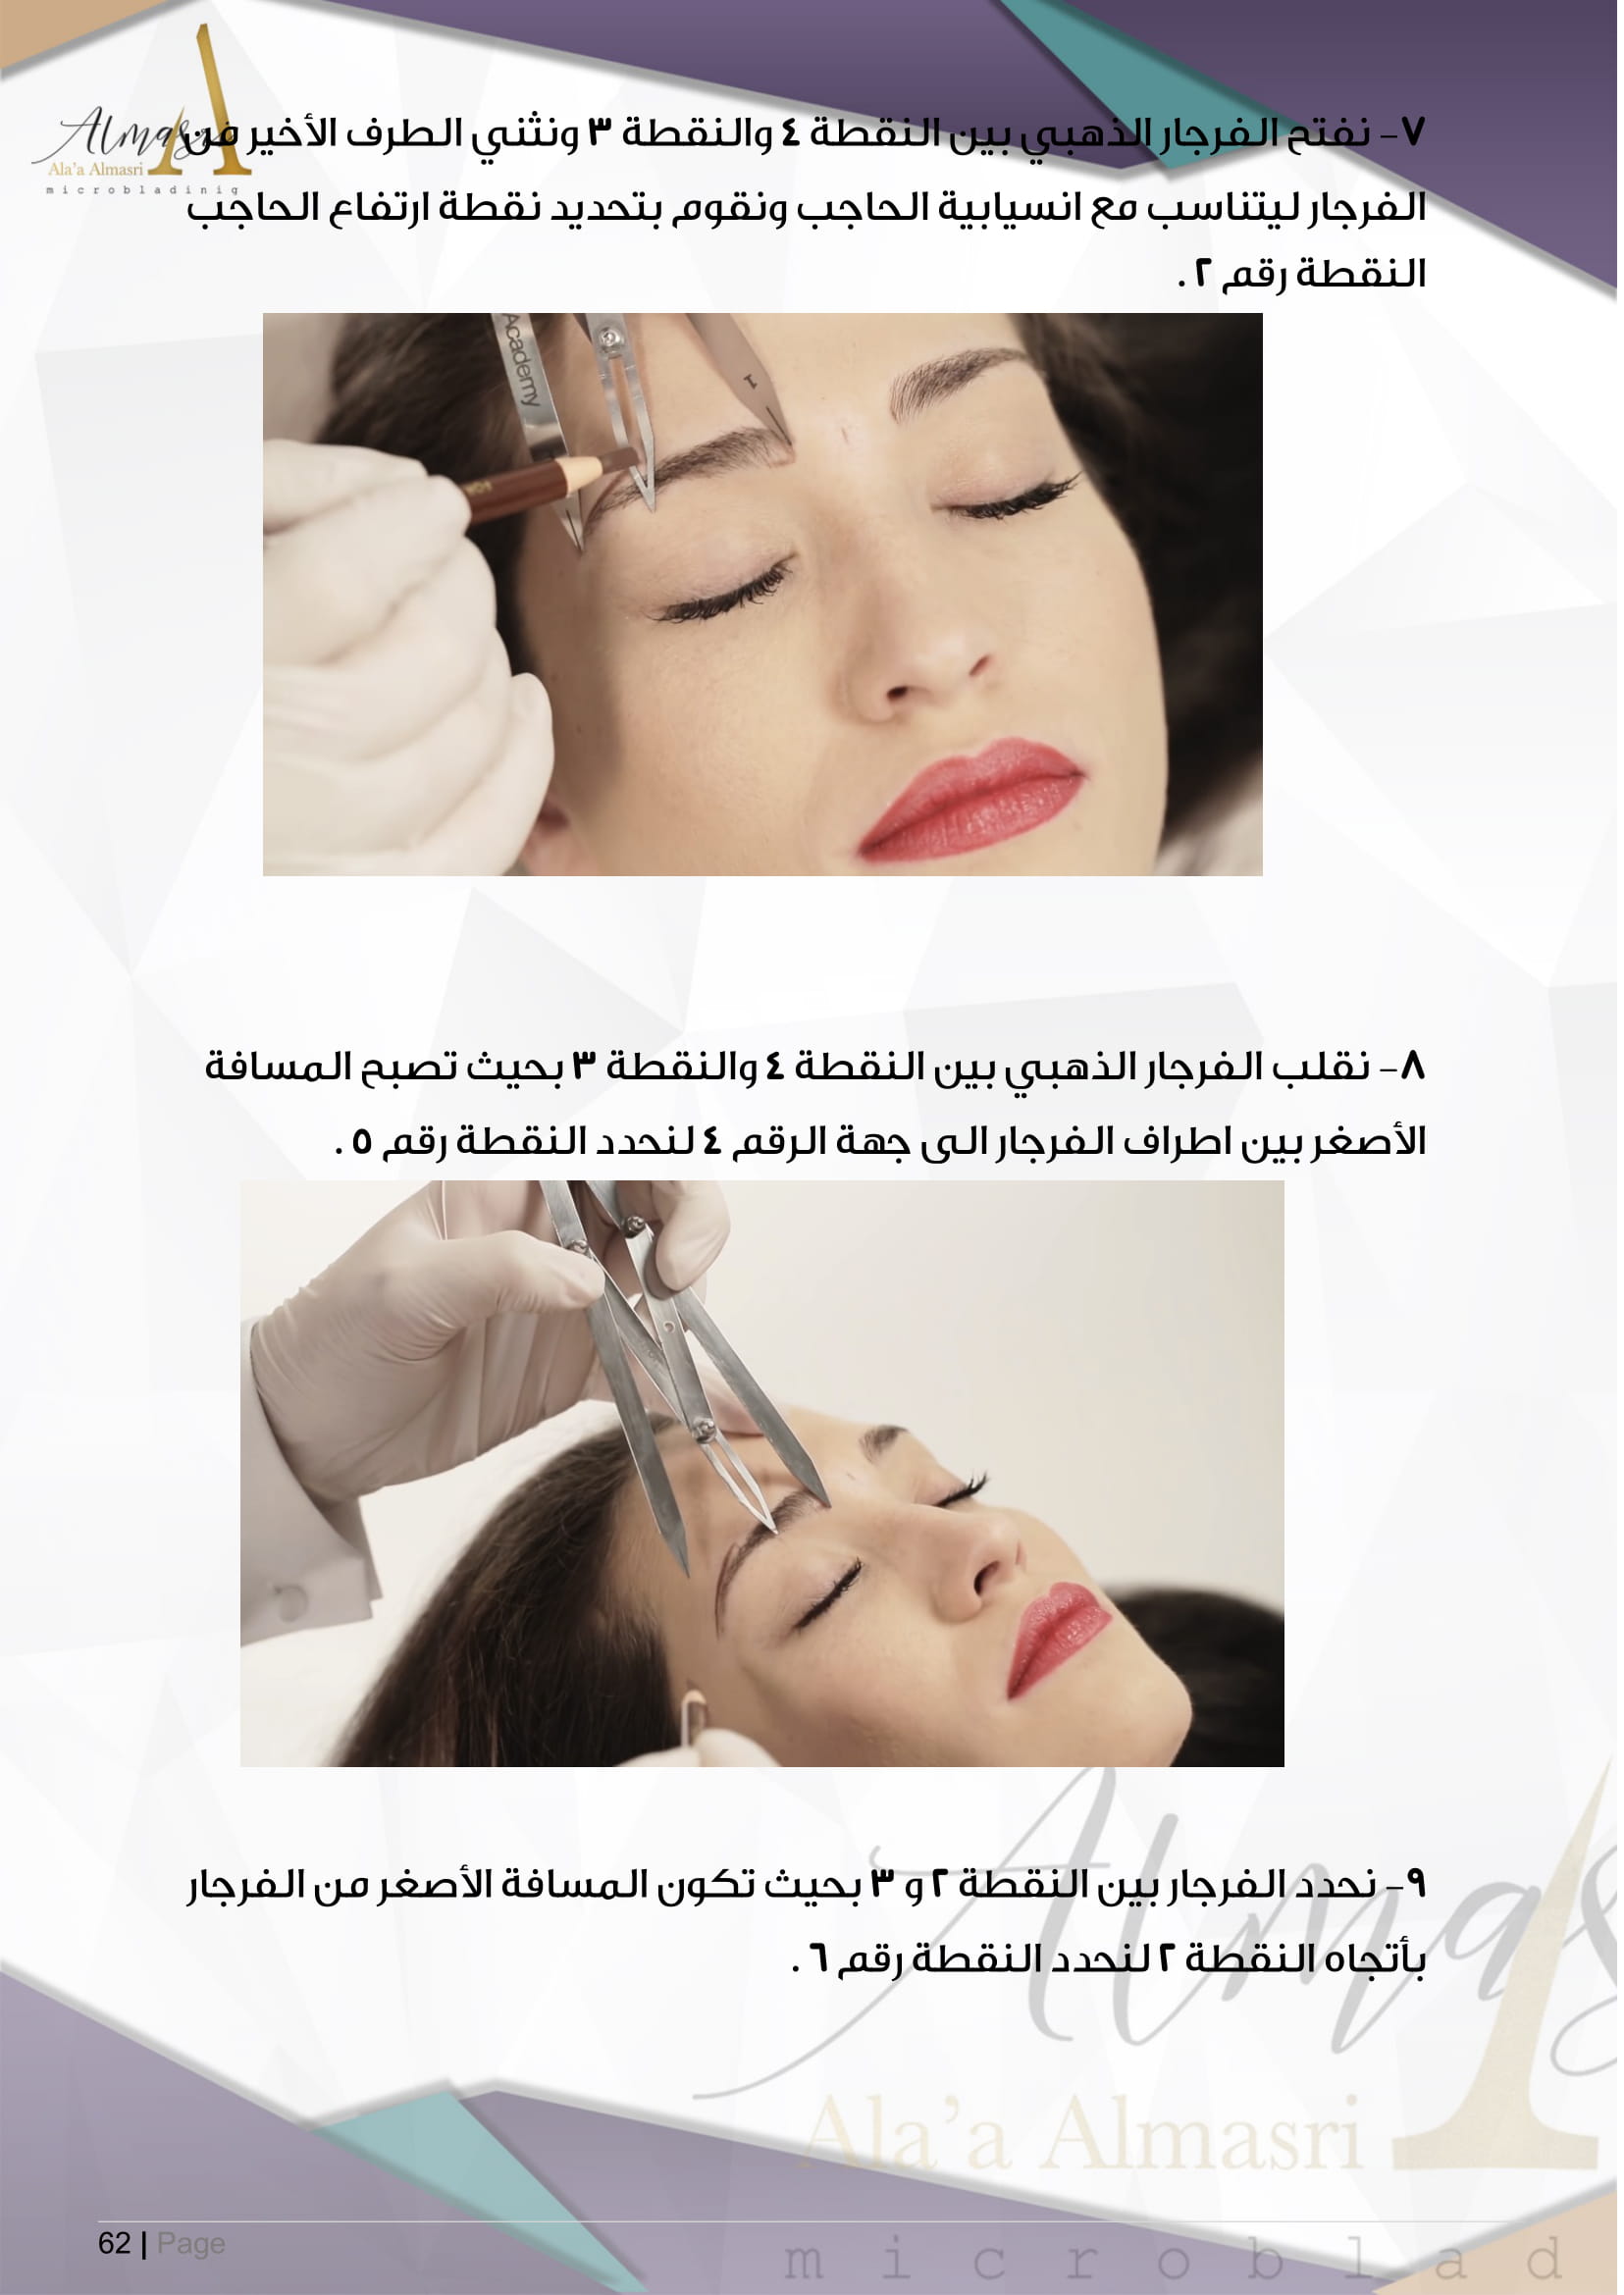 Almasri
Ala'a Almasri
microbladinig
٧- نفتح الفرجار الذهبي بين النقطة ٤ والنقطة ٣ ونثني الطرف الأخير من
الفرجار ليتناسب مع انسيابية الحاجب ونقوم بتحديد نقطة ارتفاع الحاجب
النقطة رقم ٢ .
Academy
1
٨- نقلب الفرجار الذهبي بين النقطة ٤ والنقطة ٣ بحيث تصبح المسافة
الأصغر بين اطراف الفرجار الى جهة الرقم ٤ لنحدد النقطة رقم ٥ .
٩- نحدد الفرجار بين النقطة ٢ و ٣ بحيث تكون المسافة الأصغر من الفرجار
بأتجاه النقطة ٢ لنحدد النقطة رقم ٦ .
Almas
Ala'a Almasri
62 | Page
microblad